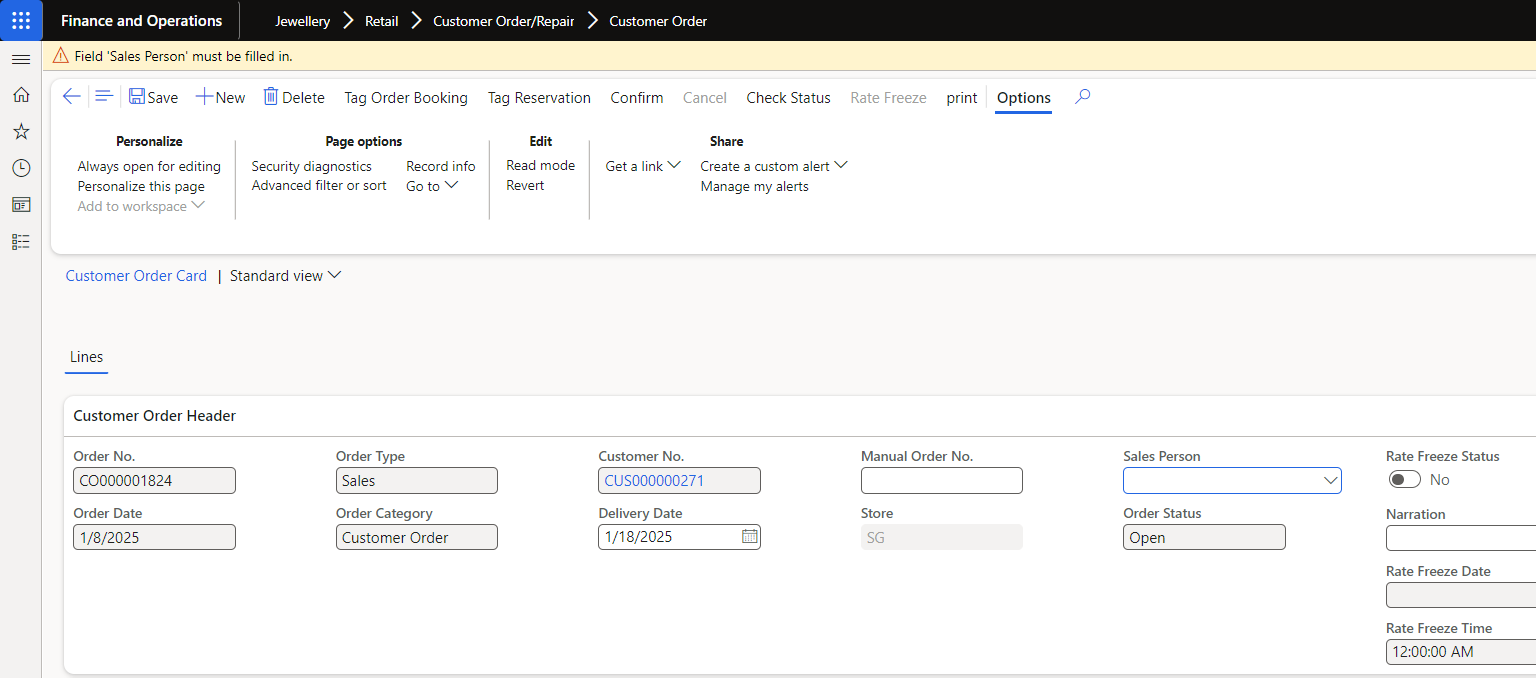 Finance and Operations Jewellery Retail Customer Order/Repair Customer Order
Field 'Sales Person' must be filled in.
Save New Delete Tag Order Booking Tag Reservation Confirm Cancel Check Status Rate Freeze print Options
Personalize
Always open for editing
Personalize this page
Add to workspace
Page options
Security diagnostics Record info
Advanced filter or sort Go to
Edit
Read mode
Revert
Share
Get a link Create a custom alert
Manage my alerts
Customer Order Card | Standard view
Lines
Customer Order Header
Order No. Order Type Customer No. Manual Order No. Sales Person Rate Freeze Status
CO000001824 Sales CUS000000271 No
Order Date Order Category Delivery Date Store Order Status Narration
1/8/2025 Customer Order 1/18/2025 SG Open
Rate Freeze Date
Rate Freeze Time
12:00:00 AM